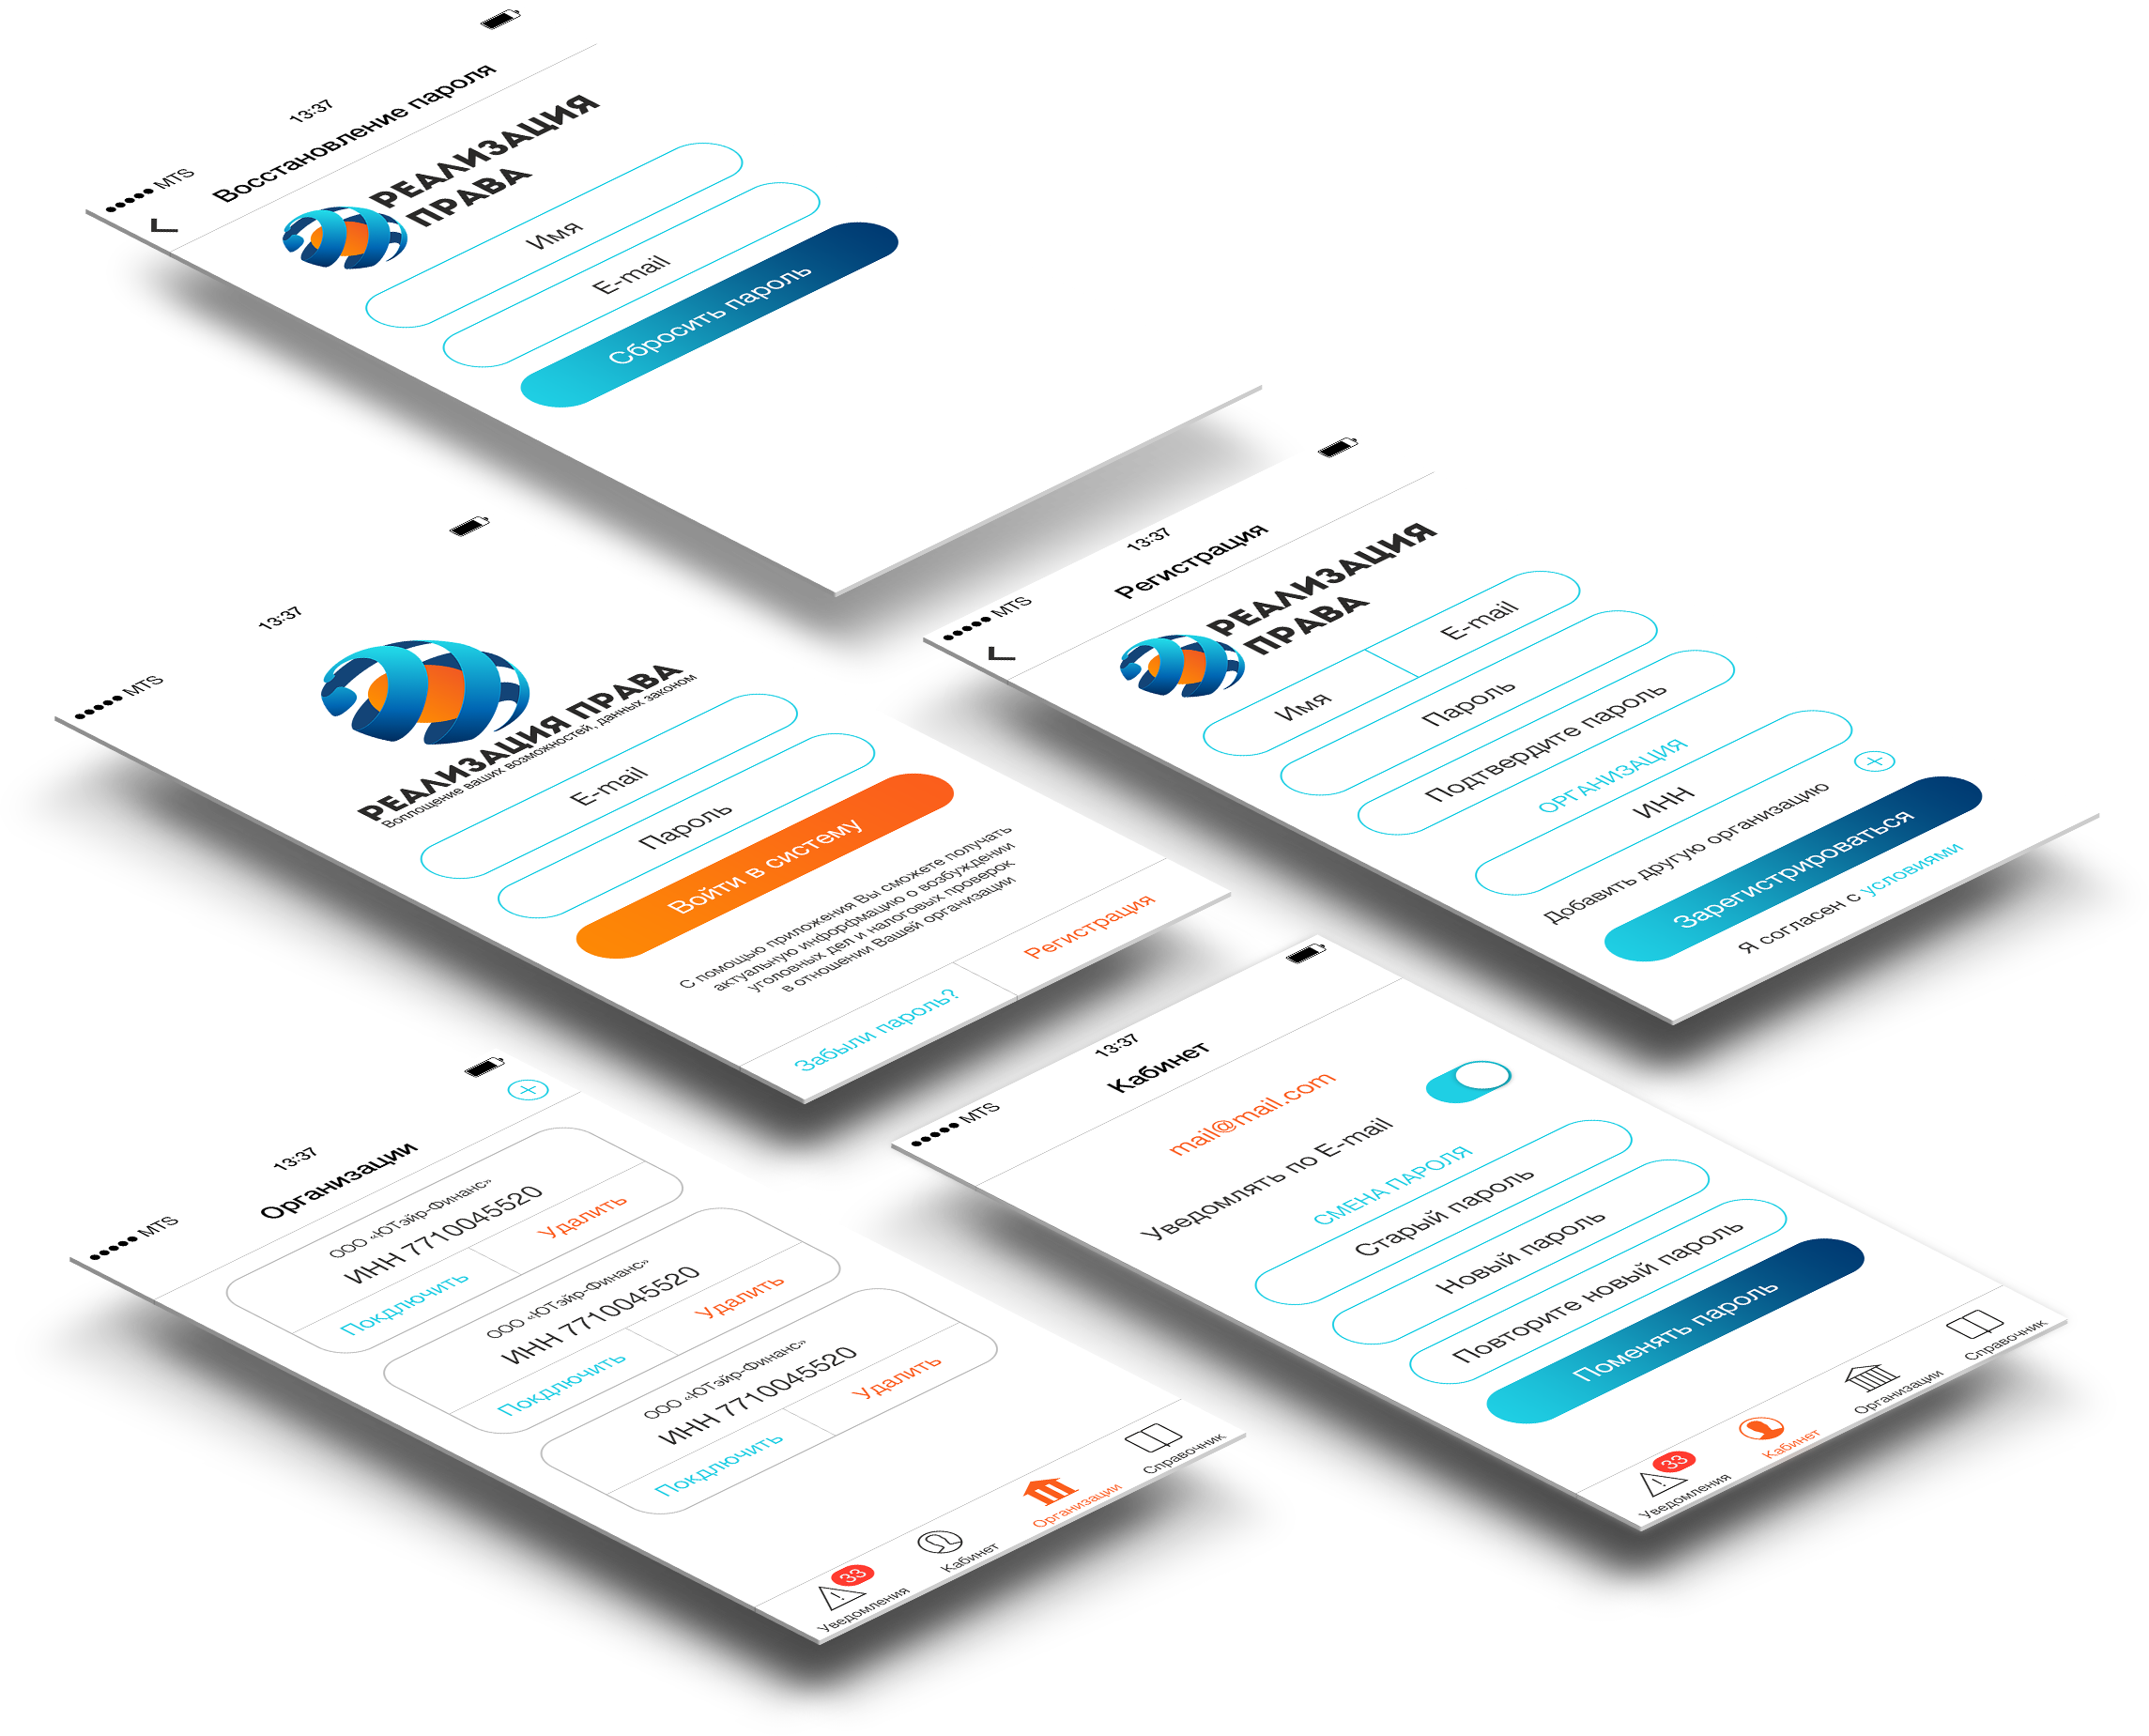 ●●●●● MTS
13:37
Восстановление пароля
РЕАЛИЗАЦИЯ
ПРАВА
Имя
E-mail
Сбросить пароль
●●●●● MTS
13:37
РЕАЛИЗАЦИЯ ПРАВА
Воплощение ваших возможностей, данных законом
E-mail
Пароль
Войти в систему
С помощью приложения Вы сможете получать
актуальную инфорфмацию о возбуждении
уголовных дел и налоговых проверок
в отношении Вашей организации
Забыли пароль?
Регистрация
●●●●● MTS
13:37
Регистрация
РЕАЛИЗАЦИЯ
ПРАВА
Имя
E-mail
Пароль
Подтвердите пароль
ОРГАНИЗАЦИЯ
ИНН
Добавить другую организацию
Зарегистрироваться
Я согласен с условиями
●●●●● MTS
13:37
Организации
ООО «ЮТэйр-Финанс»
ИНН 7710045520
Покдлючить
Удалить
ООО «ЮТэйр-Финанс»
ИНН 7710045520
Покдлючить
Удалить
ООО «ЮТэйр-Финанс»
ИНН 7710045520
Покдлючить
Удалить
33
Уведомления
Кабинет
Организации
Справочник
●●●●● MTS
13:37
Кабинет
mail@mail.com
Уведомлять по E-mail
СМЕНА ПАРОЛЯ
Старый пароль
Новый пароль
Повторите новый пароль
Поменять пароль
33
Уведомления
Кабинет
Организации
Справочник